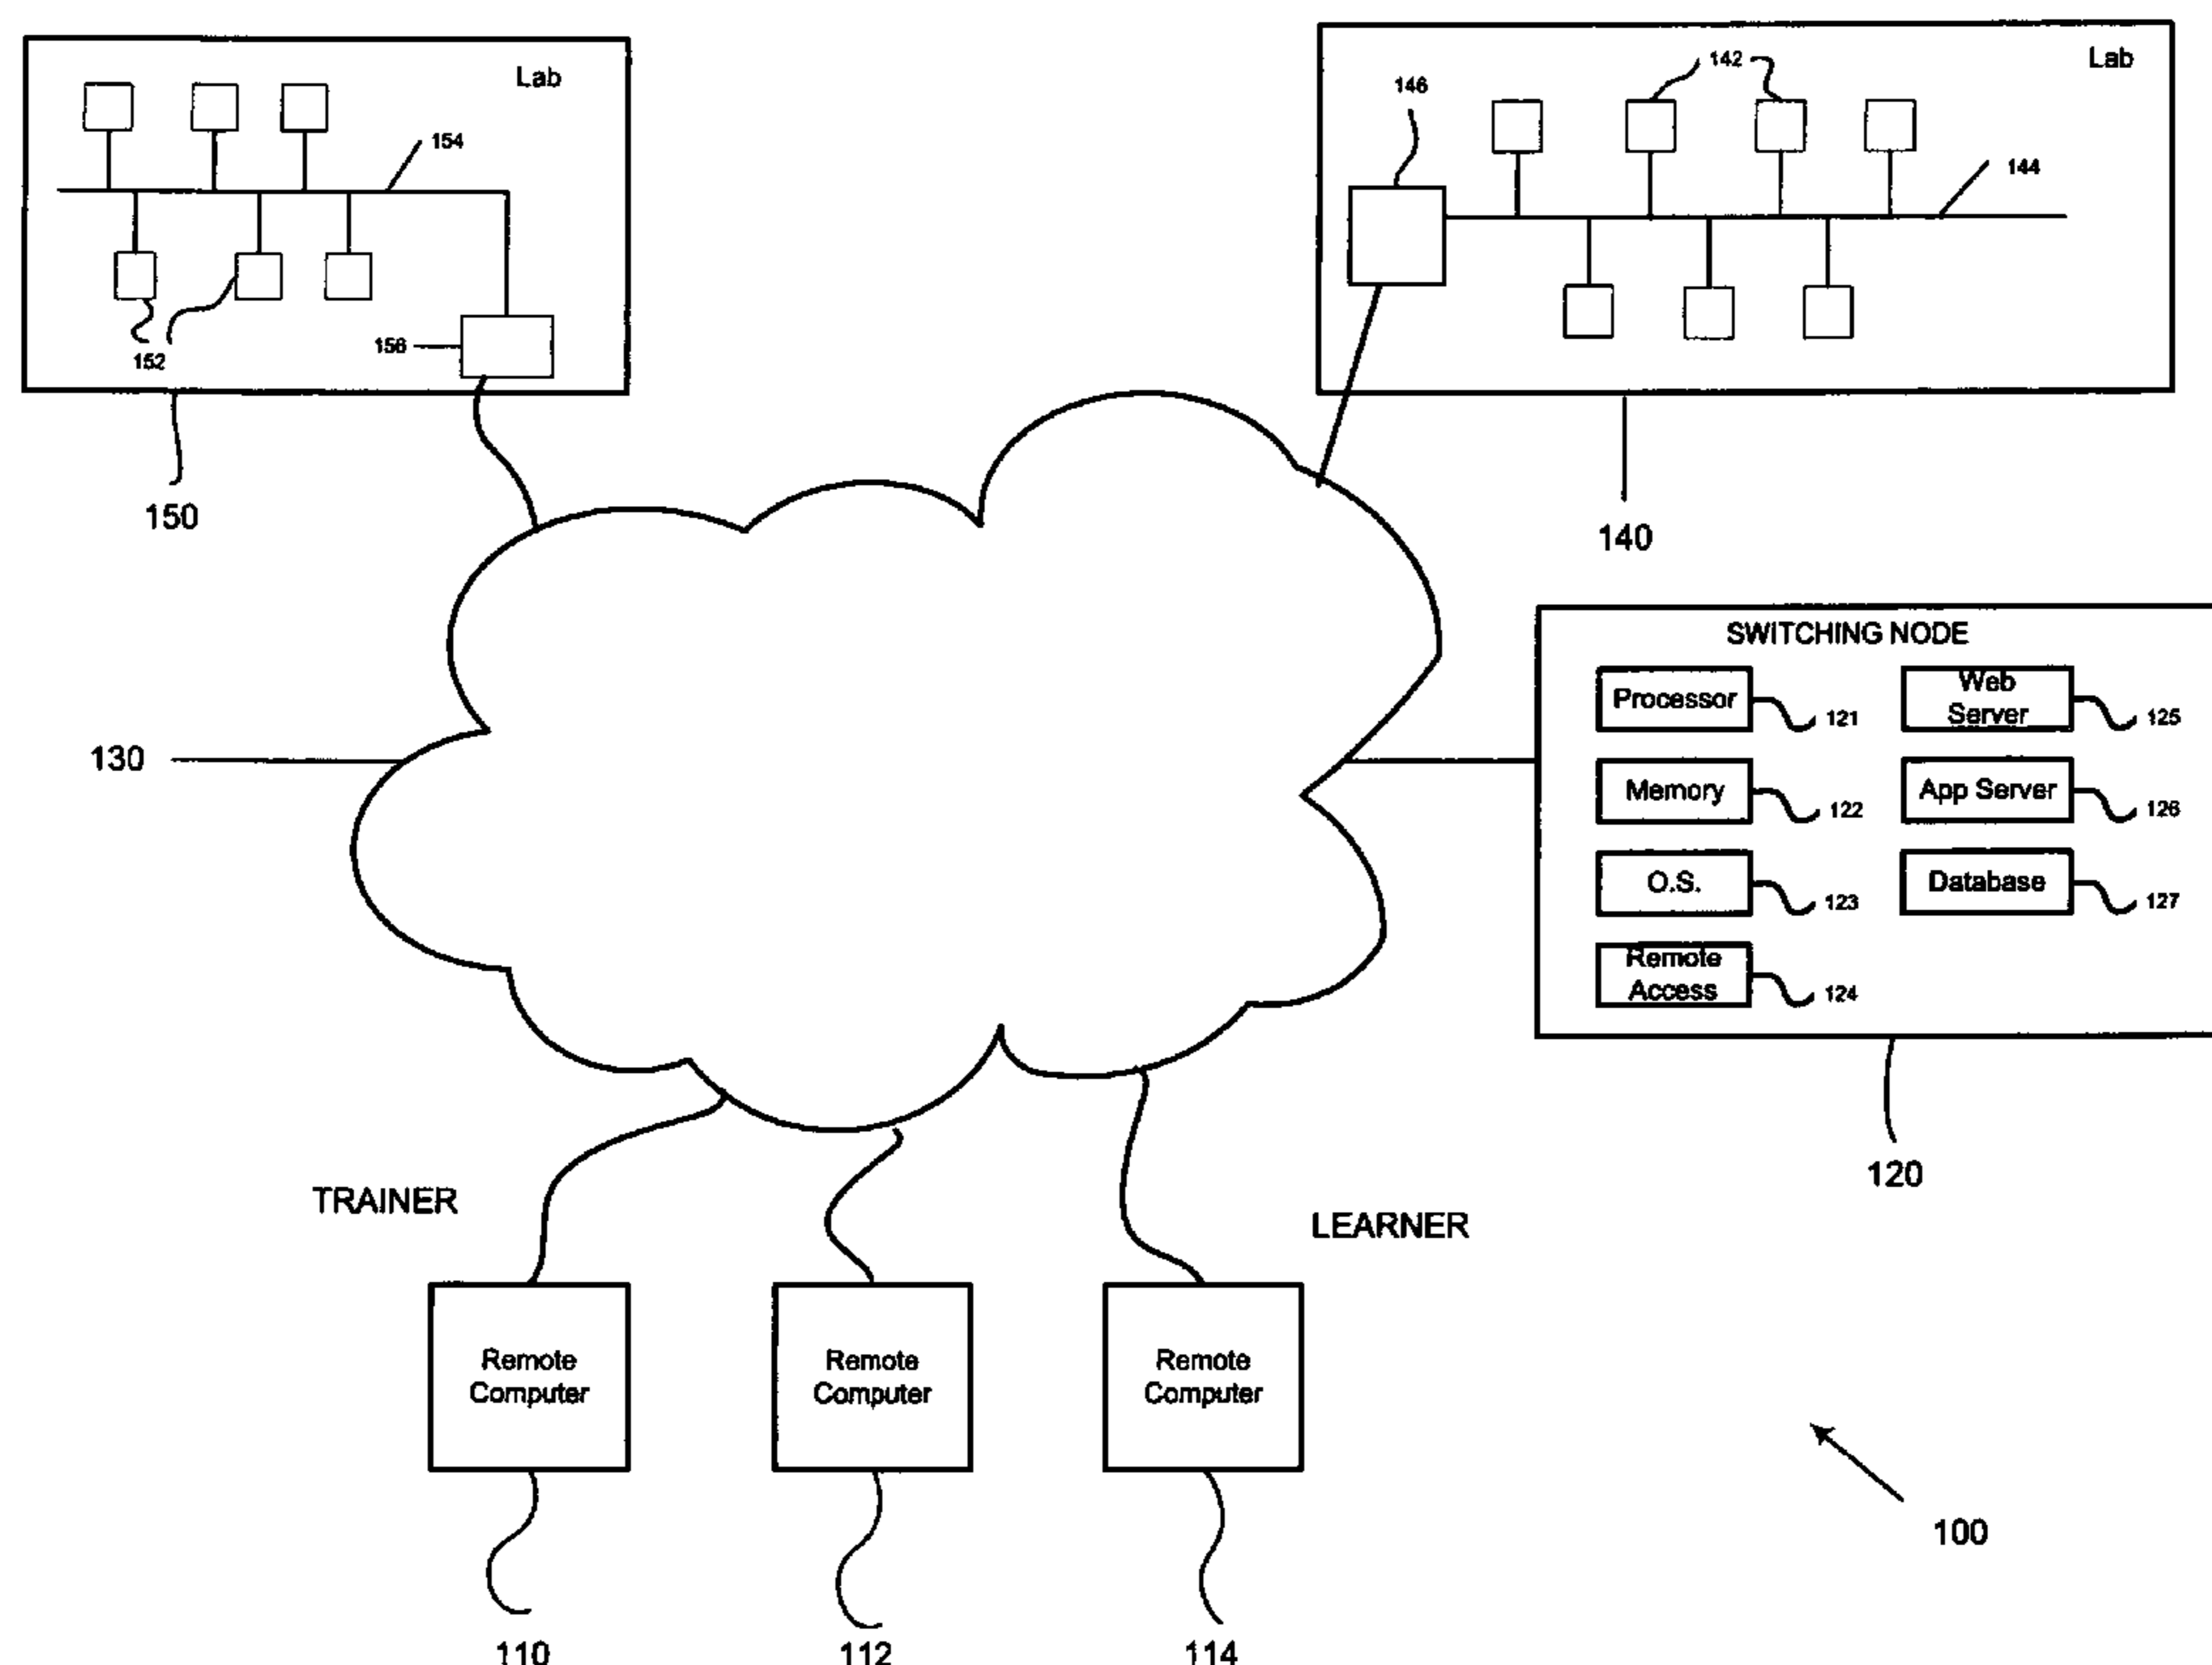 Lab
154
156
152
150
Lab
142
146
144
140
130
SWITCHING NODE
Processor
121
Memory
122
O.S.
123
Remote
Access
124
Web
Server
125
App Server
126
Database
127
120
TRAINER
LEARNER
Remote
Computer
Remote
Computer
Remote
Computer
110
112
114
100